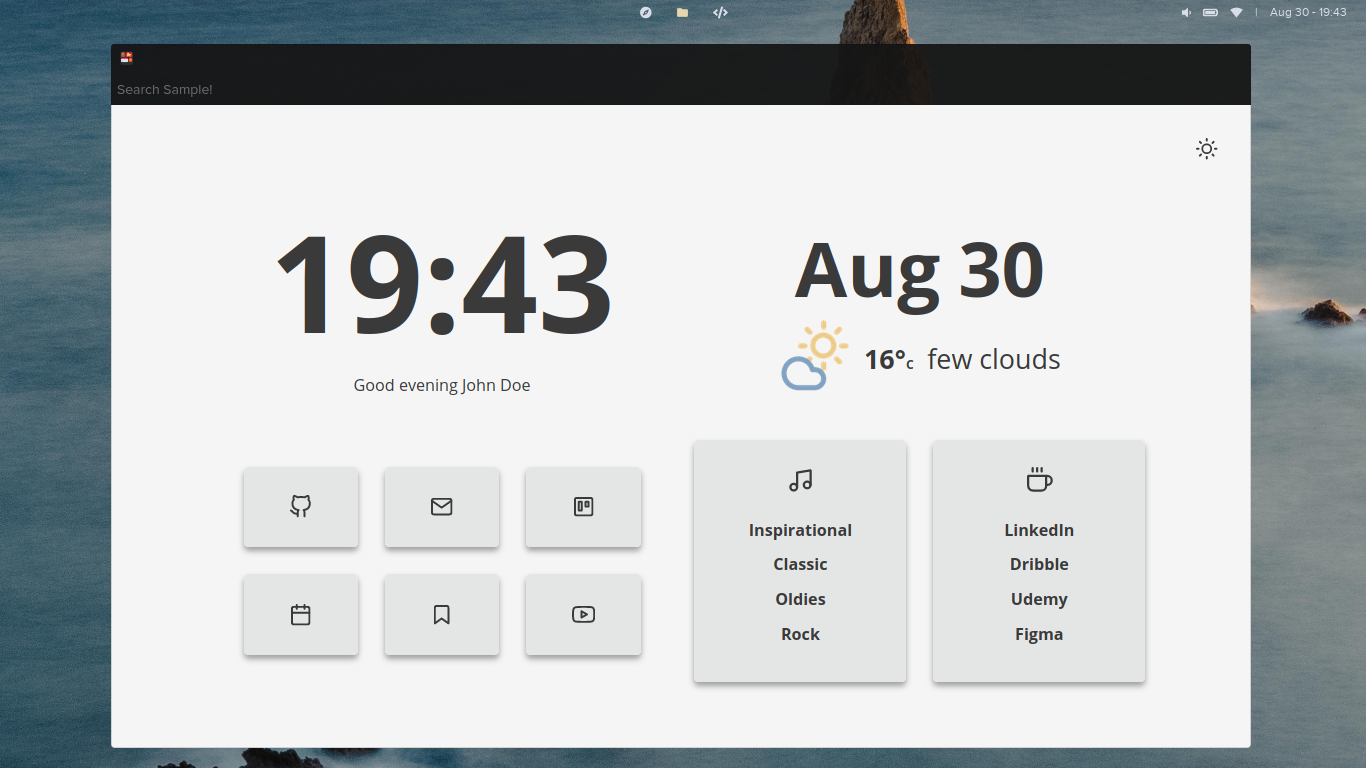 Aug 30 - 19:43
Search Sample!
19:43
Good evening John Doe
Aug 30
16°c few clouds
Inspirational
Classic
Oldies
Rock
LinkedIn
Dribble
Udemy
Figma